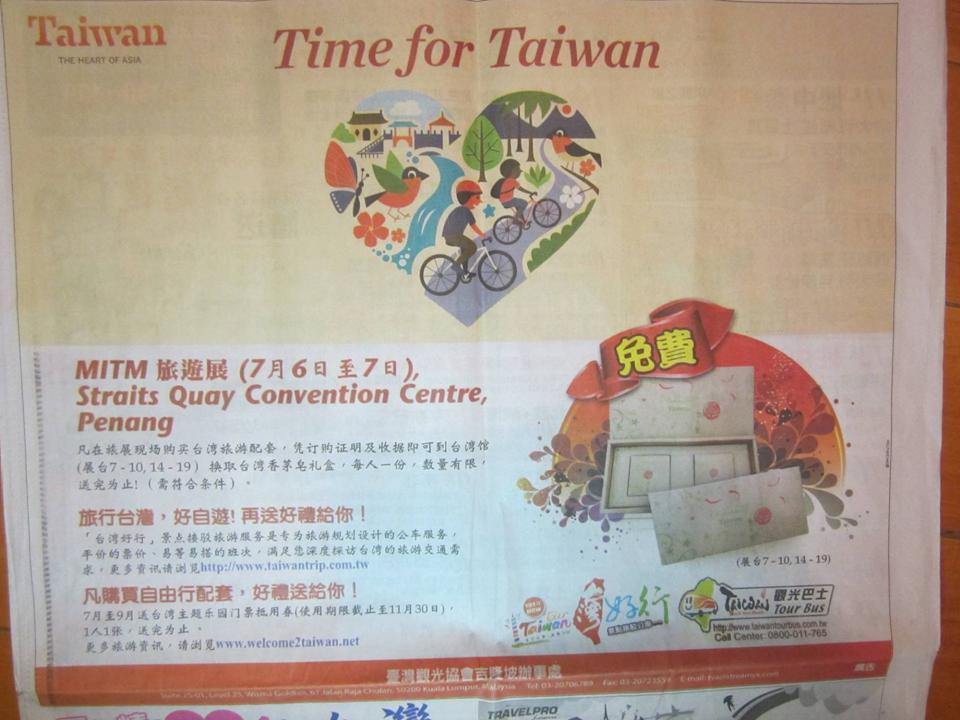 Taiwan
THE HEART OF ASIA
Time for Taiwan
免費
MITM 旅遊展 (7月6日至7日),
Straits Quay Convention Centre,
Penang
凡在旅展现场购买台湾旅游配套，凭订购证明及收据即可到台湾馆
(展台7 - 10, 14 - 19) 换取台湾香茅皂礼盒，每人一份，数量有限，
送完为止!（需符合条件）。
旅行台灣，好自遊! 再送好禮給你！
「台湾好行」景点接驳旅游服务是专为旅游规划设计的公车服务，
平价的票价、易等易搭的班次，满足您深度探访台湾的旅游交通需
求，更多资讯请浏览http://www.taiwantrip.com.tw
凡購買自由行配套，好禮送給你！
7月至9月送台湾主题乐园门票抵用券(使用期限截止至11月30日)，
1人1张，送完为止。
更多旅游资讯，请浏览www.welcome2taiwan.net
(展台7 - 10, 14 - 19)
Tour
Taiwan
好行
景點接駁公車
Taiwan
觀光巴士
Tour Bus
http://www.taiwantourbus.com.tw
Call Center: 0800-011-765
臺灣觀光協會吉隆坡辦事處
廣告
Suite 25-01, Level 25, Wisma Goldhill, 67 Jalan Raja Chulan, 50200 Kuala Lumpur, Malaysia Tel: 03-20706789 Fax: 03-20723559 E-mail:
TRAVELPRO